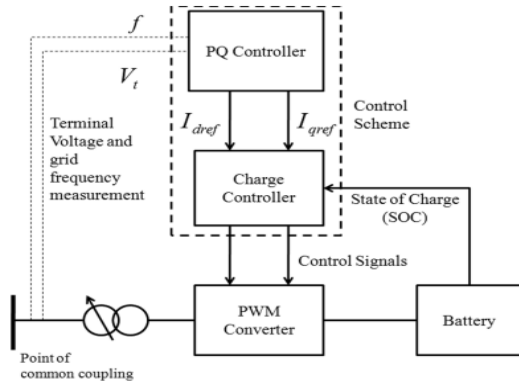 f
PQ Controller
V_t
Terminal
Voltage and
grid
frequency
measurement
I_dref
I_qref
Control
Scheme
Charge
Controller
State of Charge
(SOC)
Control Signals
PWM
Converter
Battery
Point of
common coupling